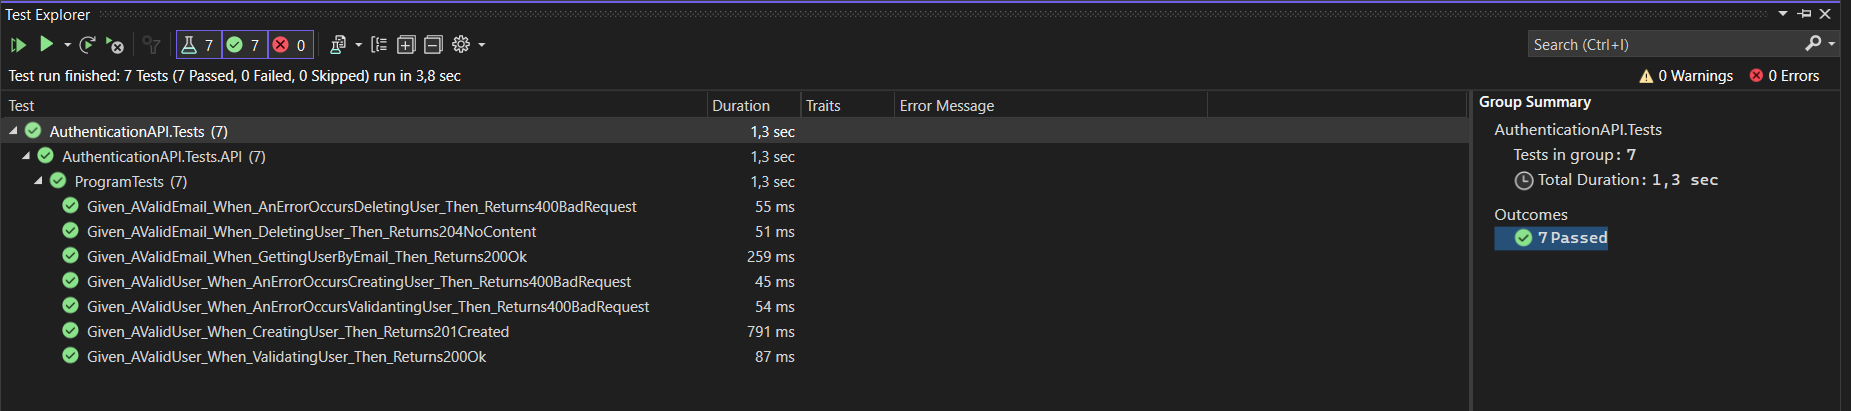 Test Explorer
7 7 0
Search (Ctrl+I)
Test run finished: 7 Tests (7 Passed, 0 Failed, 0 Skipped) run in 3,8 sec
0 Warnings 0 Errors
Test Duration Traits Error Message
AuthenticationAPI.Tests (7) 1,3 sec
AuthenticationAPI.Tests.API (7) 1,3 sec
ProgramTests (7) 1,3 sec
Given_AValidEmail_When_AnErrorOccursDeletingUser_Then_Returns400BadRequest 55 ms
Given_AValidEmail_When_DeletingUser_Then_Returns204NoContent 51 ms
Given_AValidEmail_When_GettingUserByEmail_Then_Returns200Ok 259 ms
Given_AValidUser_When_AnErrorOccursCreatingUser_Then_Returns400BadRequest 45 ms
Given_AValidUser_When_AnErrorOccursValidantingUser_Then_Returns400BadRequest 54 ms
Given_AValidUser_When_CreatingUser_Then_Returns201Created 791 ms
Given_AValidUser_When_ValidatingUser_Then_Returns200Ok 87 ms
Group Summary
AuthenticationAPI.Tests
Tests in group: 7
Total Duration: 1,3 sec
Outcomes
7 Passed